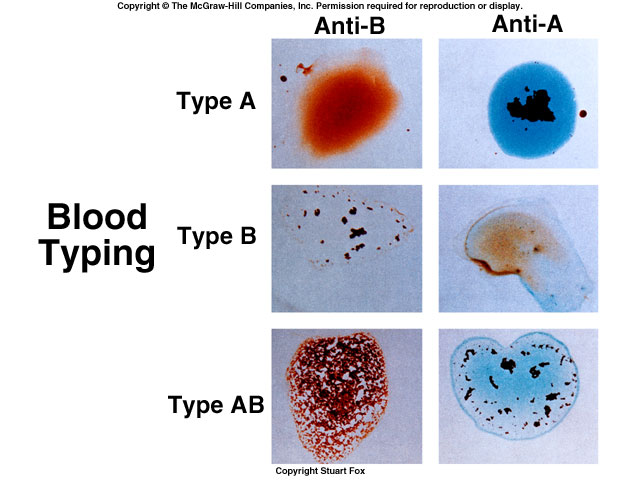 Copyright © The McGraw-Hill Companies, Inc. Permission required for reproduction or display.
Anti-B
Anti-A
Type A
Blood
Typing
Type B
Type AB
Copyright Stuart Fox